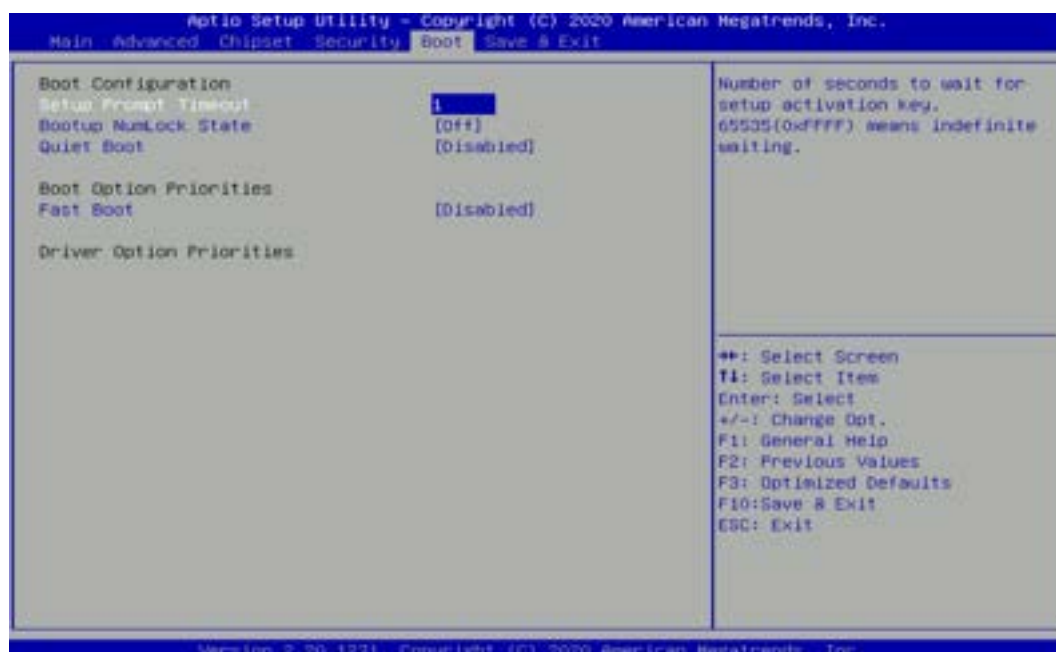 Aptio Setup Utility – Copyright (C) 2020 American Megatrends, Inc.
Main Advanced Chipset Security Boot Save & Exit
Boot Configuration
Setup Prompt Timeout 1
Bootup NumLock State [Off]
Quiet Boot [Disabled]
Boot Option Priorities
Fast Boot [Disabled]
Driver Option Priorities
Number of seconds to wait for
setup activation key.
65535(0xFFFF) means indefinite
waiting.
→←: Select Screen
↑↓: Select Item
Enter: Select
+/-: Change Opt.
F1: General Help
F2: Previous Values
F3: Optimized Defaults
F10:Save & Exit
ESC: Exit
Version 2.20.1271. Copyright (C) 2020 American Megatrends, Inc.